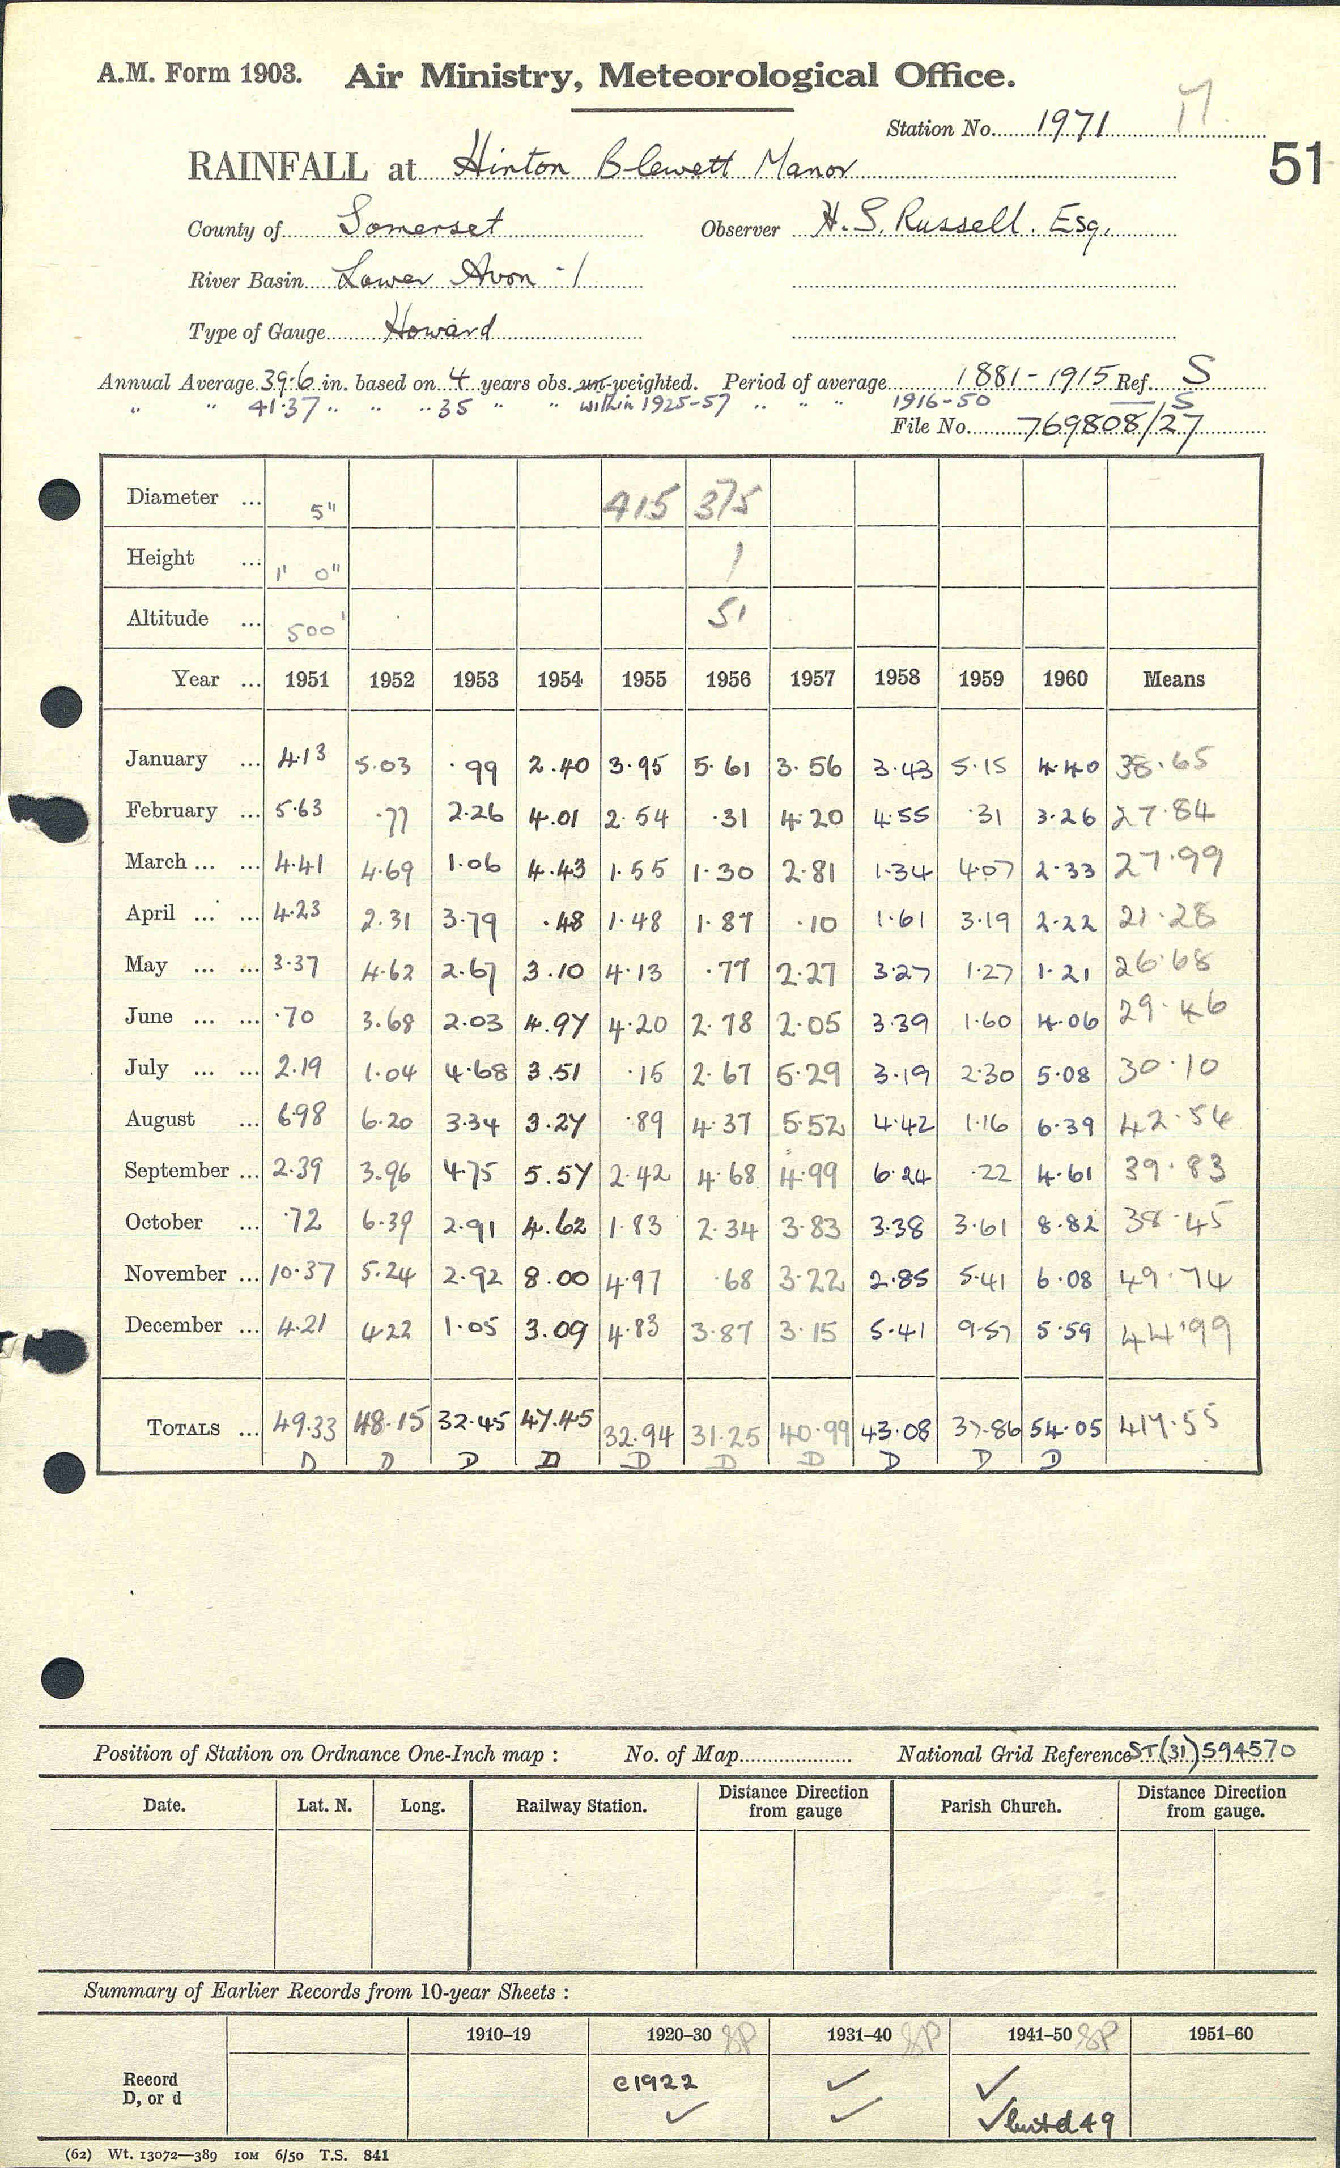 A.M. Form 1903. Air Ministry, Meteorological Office.
Station No. 1971
51
RAINFALL at Hinton Blewett Manor
County of Somerset Observer H.S. Russell. Esq.
River Basin Lower Avon - 1
Type of Gauge Howard
Annual Average 39.6 in. based on 4 years obs. un-weighted. Period of average 1881-1915 Ref. S
" " 41.37 " " " 35 " " within 1925-57 " " " 1916-50 S
File No. 769808/27
Diameter ... 5" 415 375
Height ... 1' 0" 1
Altitude ... 500' 51
Year ... 1951 1952 1953 1954 1955 1956 1957 1958 1959 1960 Means
January ... 4.13 5.03 .99 2.40 3.95 5.61 3.56 3.43 5.15 4.40 38.65
February ... 5.63 .77 2.26 4.01 2.54 .31 4.20 4.55 .31 3.26 27.84
March ... ... 4.41 4.69 1.06 4.43 1.55 1.30 2.81 1.34 4.07 2.33 27.99
April ... ... 4.23 2.31 3.79 .48 1.48 1.87 .10 1.61 3.19 2.22 21.28
May ... ... 3.37 4.62 2.67 3.10 4.13 .77 2.27 3.27 1.27 1.21 26.68
June ... ... .70 3.68 2.03 4.97 4.20 2.78 2.05 3.39 1.60 4.06 29.46
July ... ... 2.19 1.04 4.68 3.51 .15 2.67 5.29 3.19 2.30 5.08 30.10
August ... 6.98 6.20 3.34 3.27 .89 4.37 5.52 4.42 1.16 6.39 42.54
September ... 2.39 3.96 4.75 5.57 2.42 4.68 4.99 6.24 .22 4.61 39.83
October ... .72 6.39 2.91 4.62 1.83 2.34 3.83 3.38 3.61 8.82 38.45
November ... 10.37 5.24 2.92 8.00 4.97 .68 3.22 2.85 5.41 6.08 49.74
December ... 4.21 4.22 1.05 3.09 4.83 3.87 3.15 5.41 9.57 5.59 44.99
TOTALS ... 49.33 48.15 32.45 47.45 32.94 31.25 40.99 43.08 37.86 54.05 417.55
D D D D D D D D D D
Position of Station on Ordnance One-Inch map : No. of Map National Grid Reference ST(31)594570
Date. Lat. N. Long. Railway Station. Distance Direction from gauge Parish Church. Distance Direction from gauge.
Summary of Earlier Records from 10-year Sheets :
1910–19 1920–30 SP 1931–40 SP 1941–50 SP 1951–60
Record D, or d c1922 ✓ ✓
✓ ✓ ✓ but d 49
(62) Wt. 13072—389 10M 6/50 T.S. 841